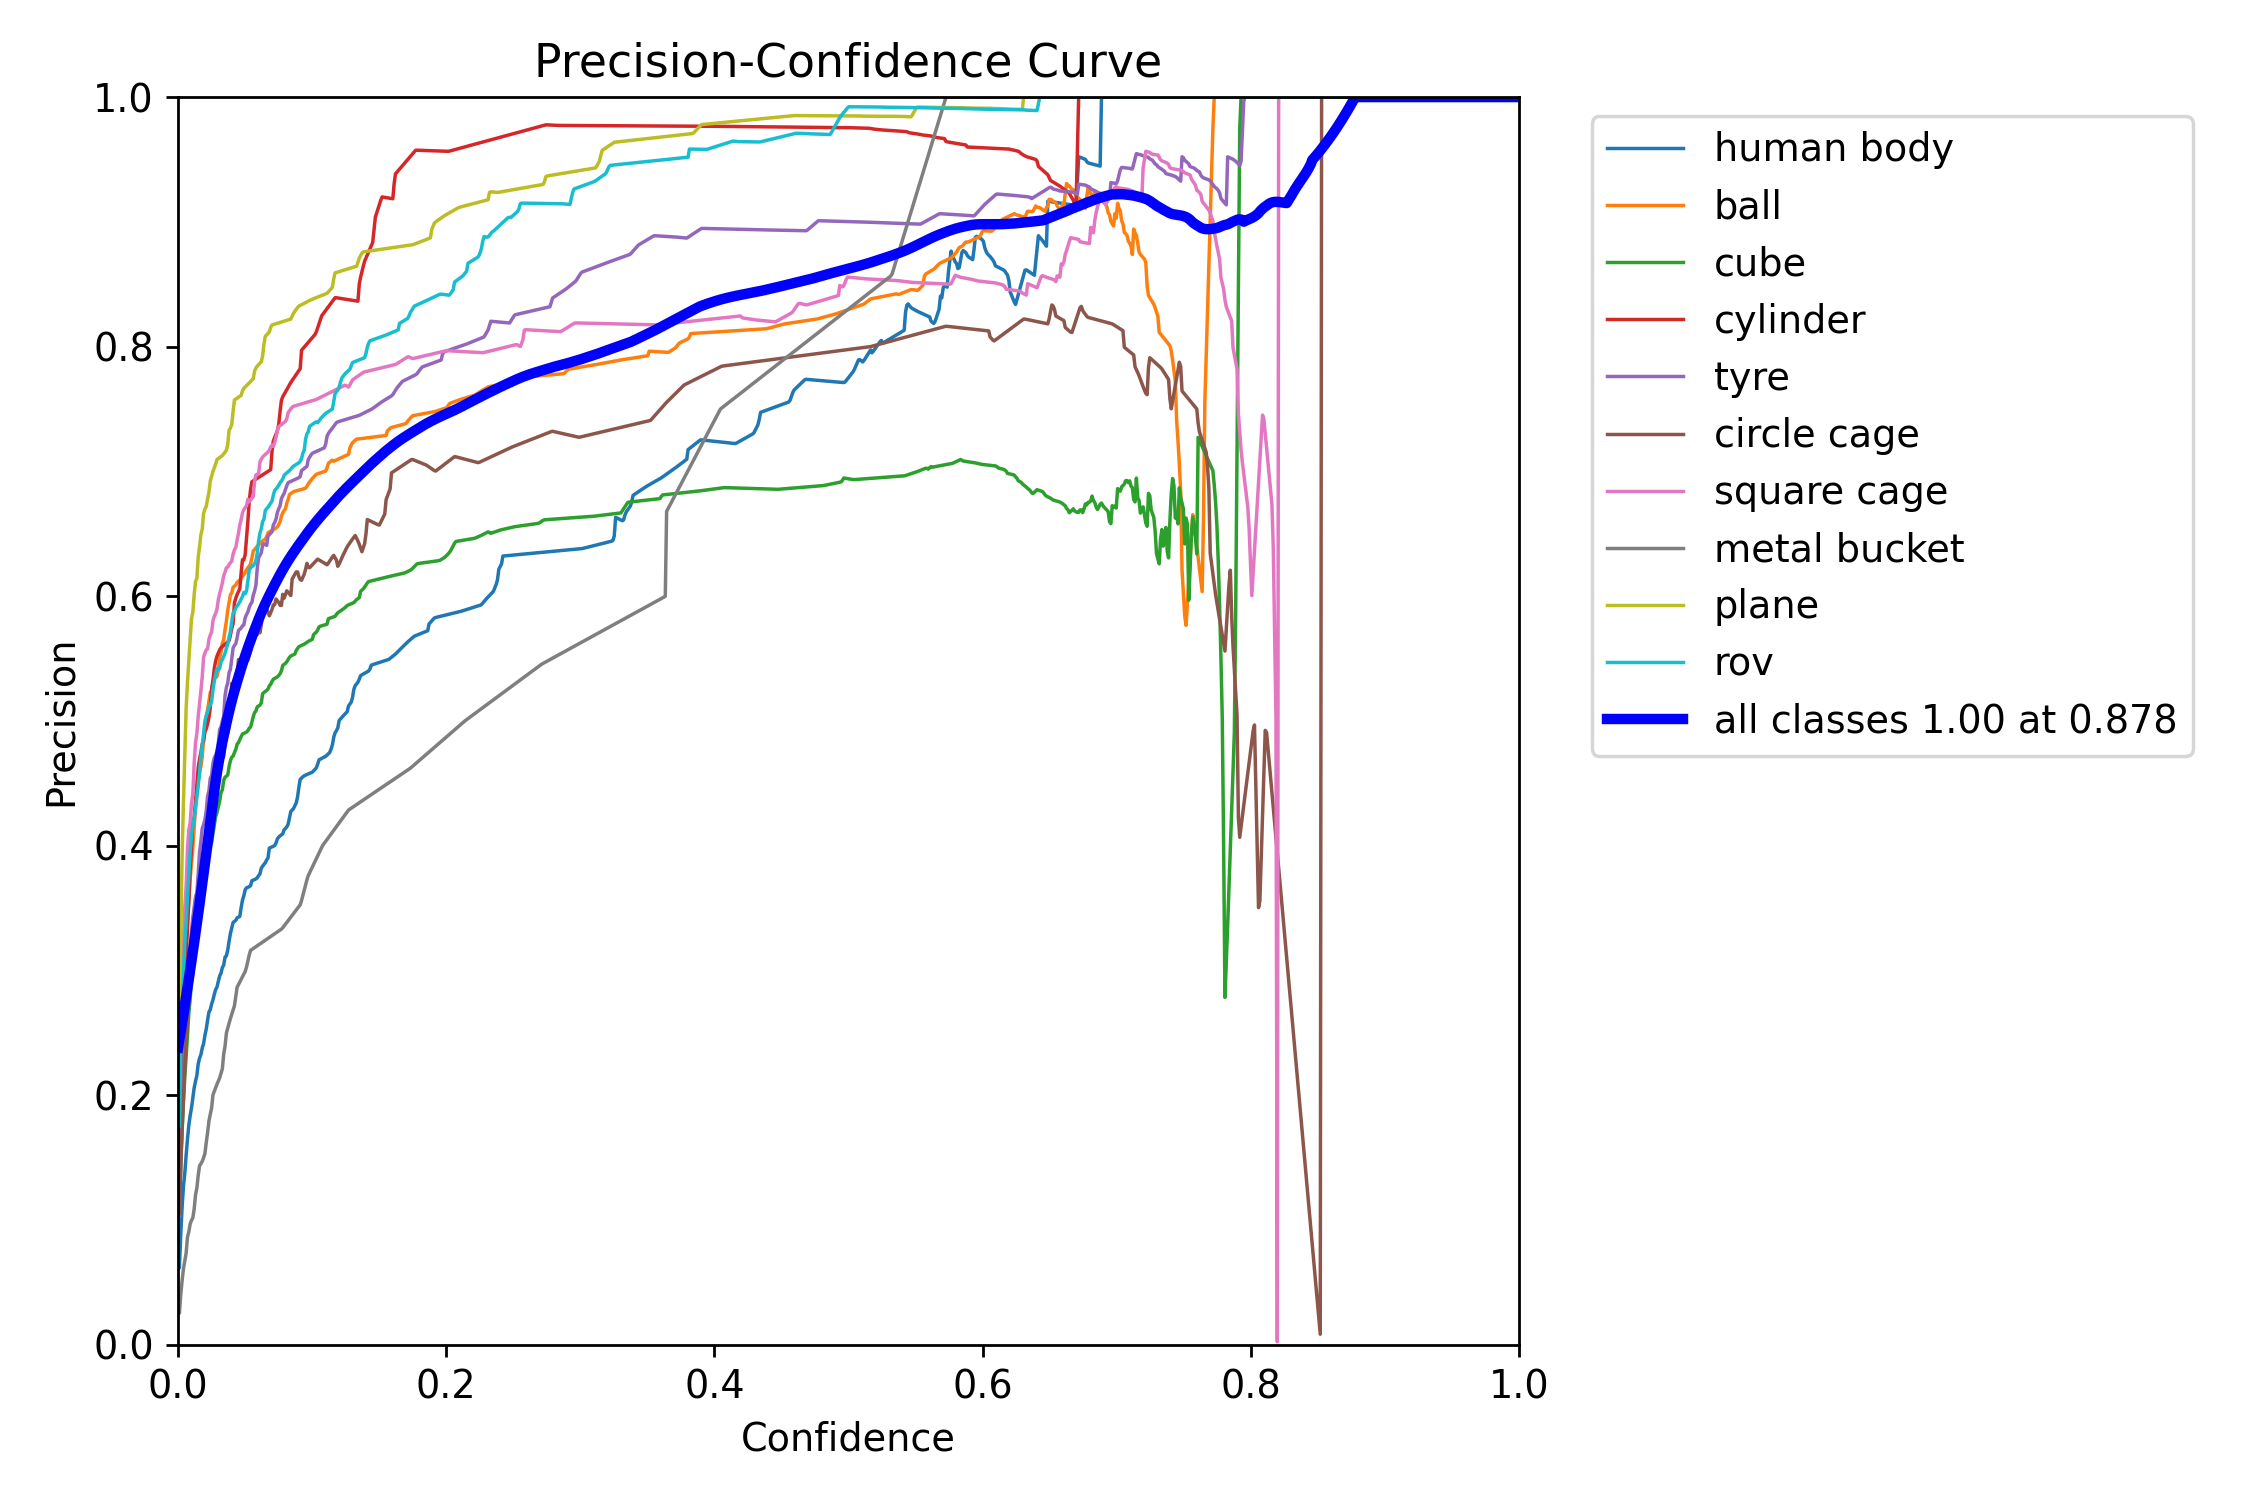 Precision-Confidence Curve
1.0
0.8
0.6
0.4
0.2
0.0
Precision
0.0 0.2 0.4 0.6 0.8 1.0
Confidence
human body
ball
cube
cylinder
tyre
circle cage
square cage
metal bucket
plane
rov
all classes 1.00 at 0.878